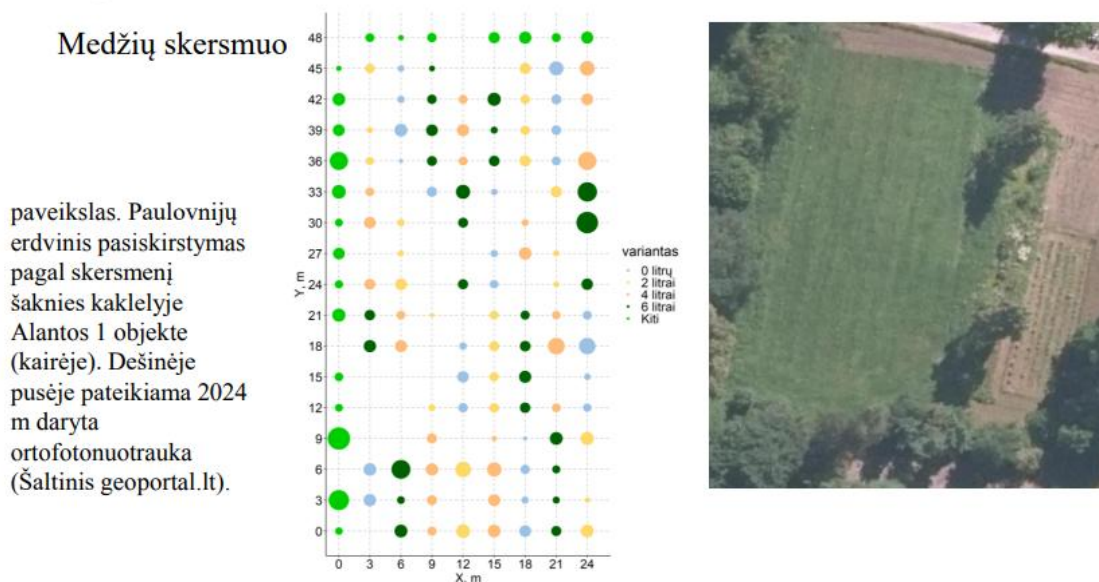 Medžių skersmuo
paveikslas. Paulovnijų
erdvinis pasiskirstymas
pagal skersmenį
šaknies kaklelyje
Alantos 1 objekte
(kairėje). Dešinėje
pusėje pateikiama 2024
m daryta
ortofotonuotrauka
(Šaltinis geoportal.lt).
48
45
42
39
36
33
30
27
24
21
18
15
12
9
6
3
0
Y, m
0 3 6 9 12 15 18 21 24
X, m
variantas
0 litrų
2 litrai
4 litrai
6 litrai
Kiti